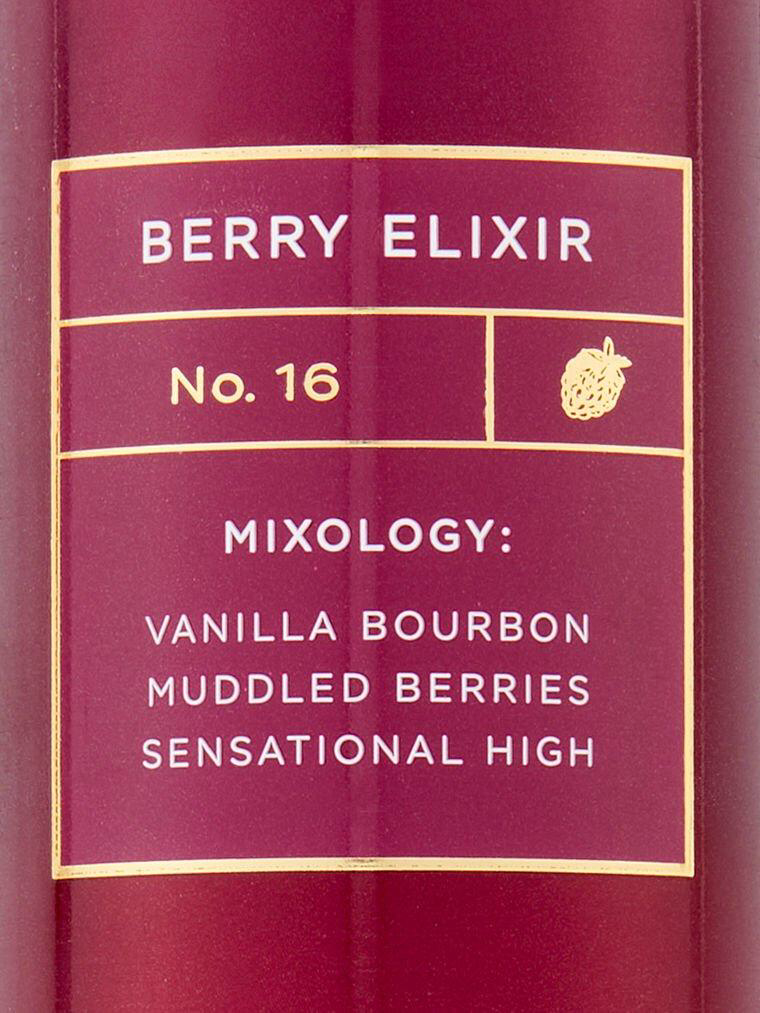 BERRY ELIXIR
No. 16
MIXOLOGY:
VANILLA BOURBON
MUDDLED BERRIES
SENSATIONAL HIGH